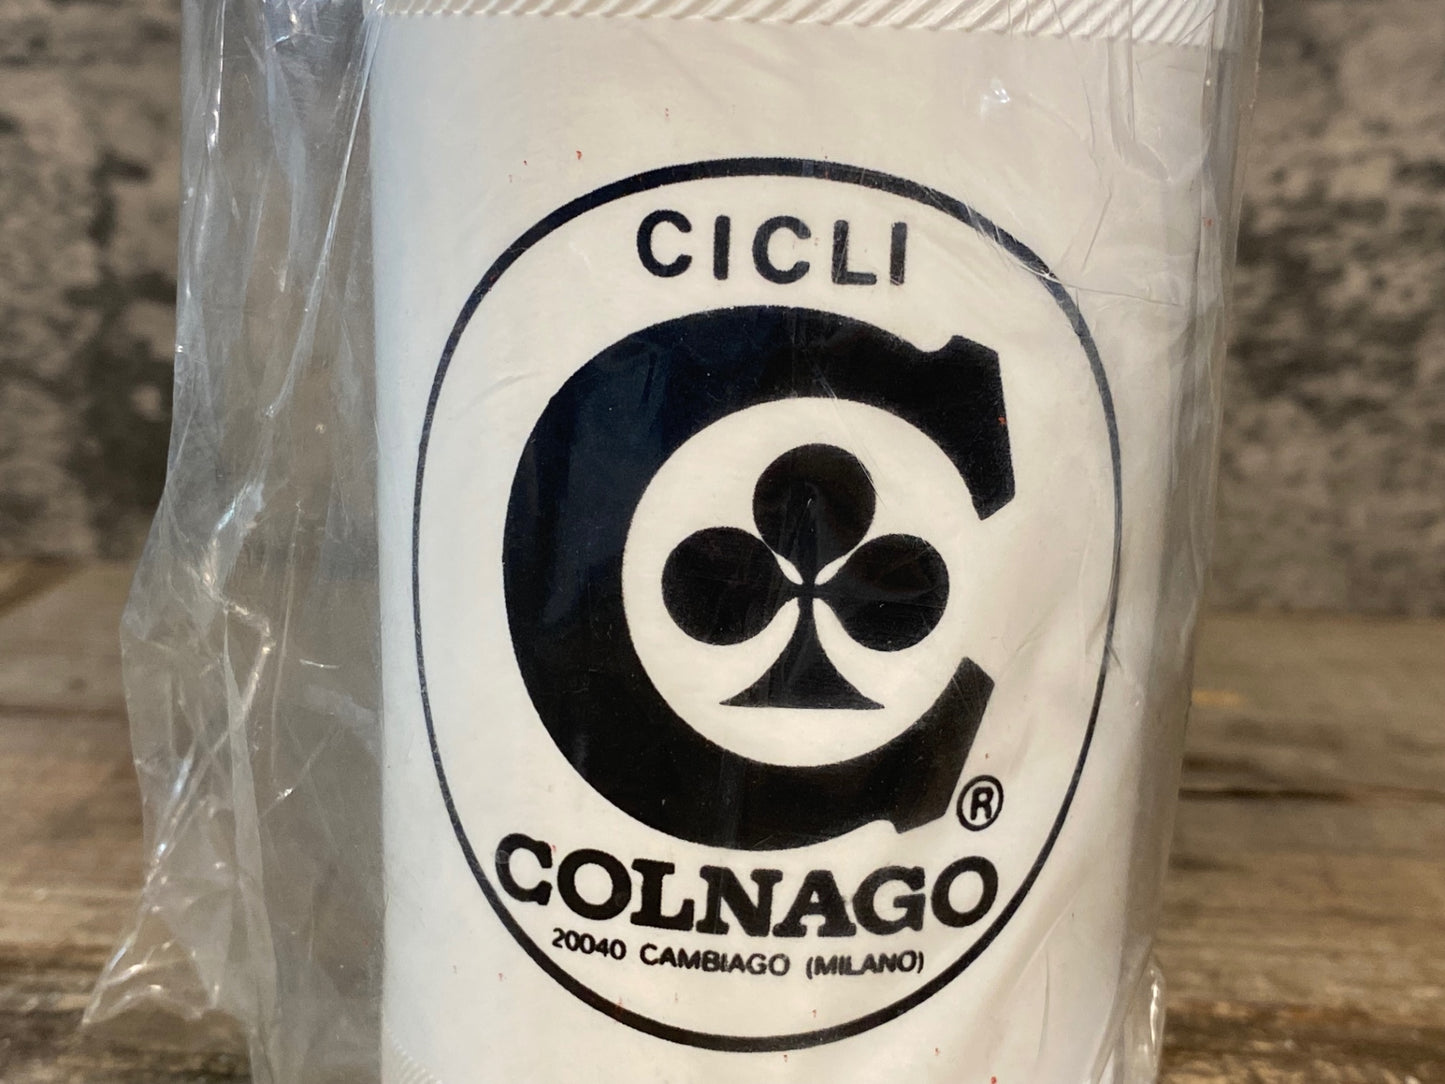 CICLI
®
COLNAGO
20040 CAMBIAGO (MILANO)